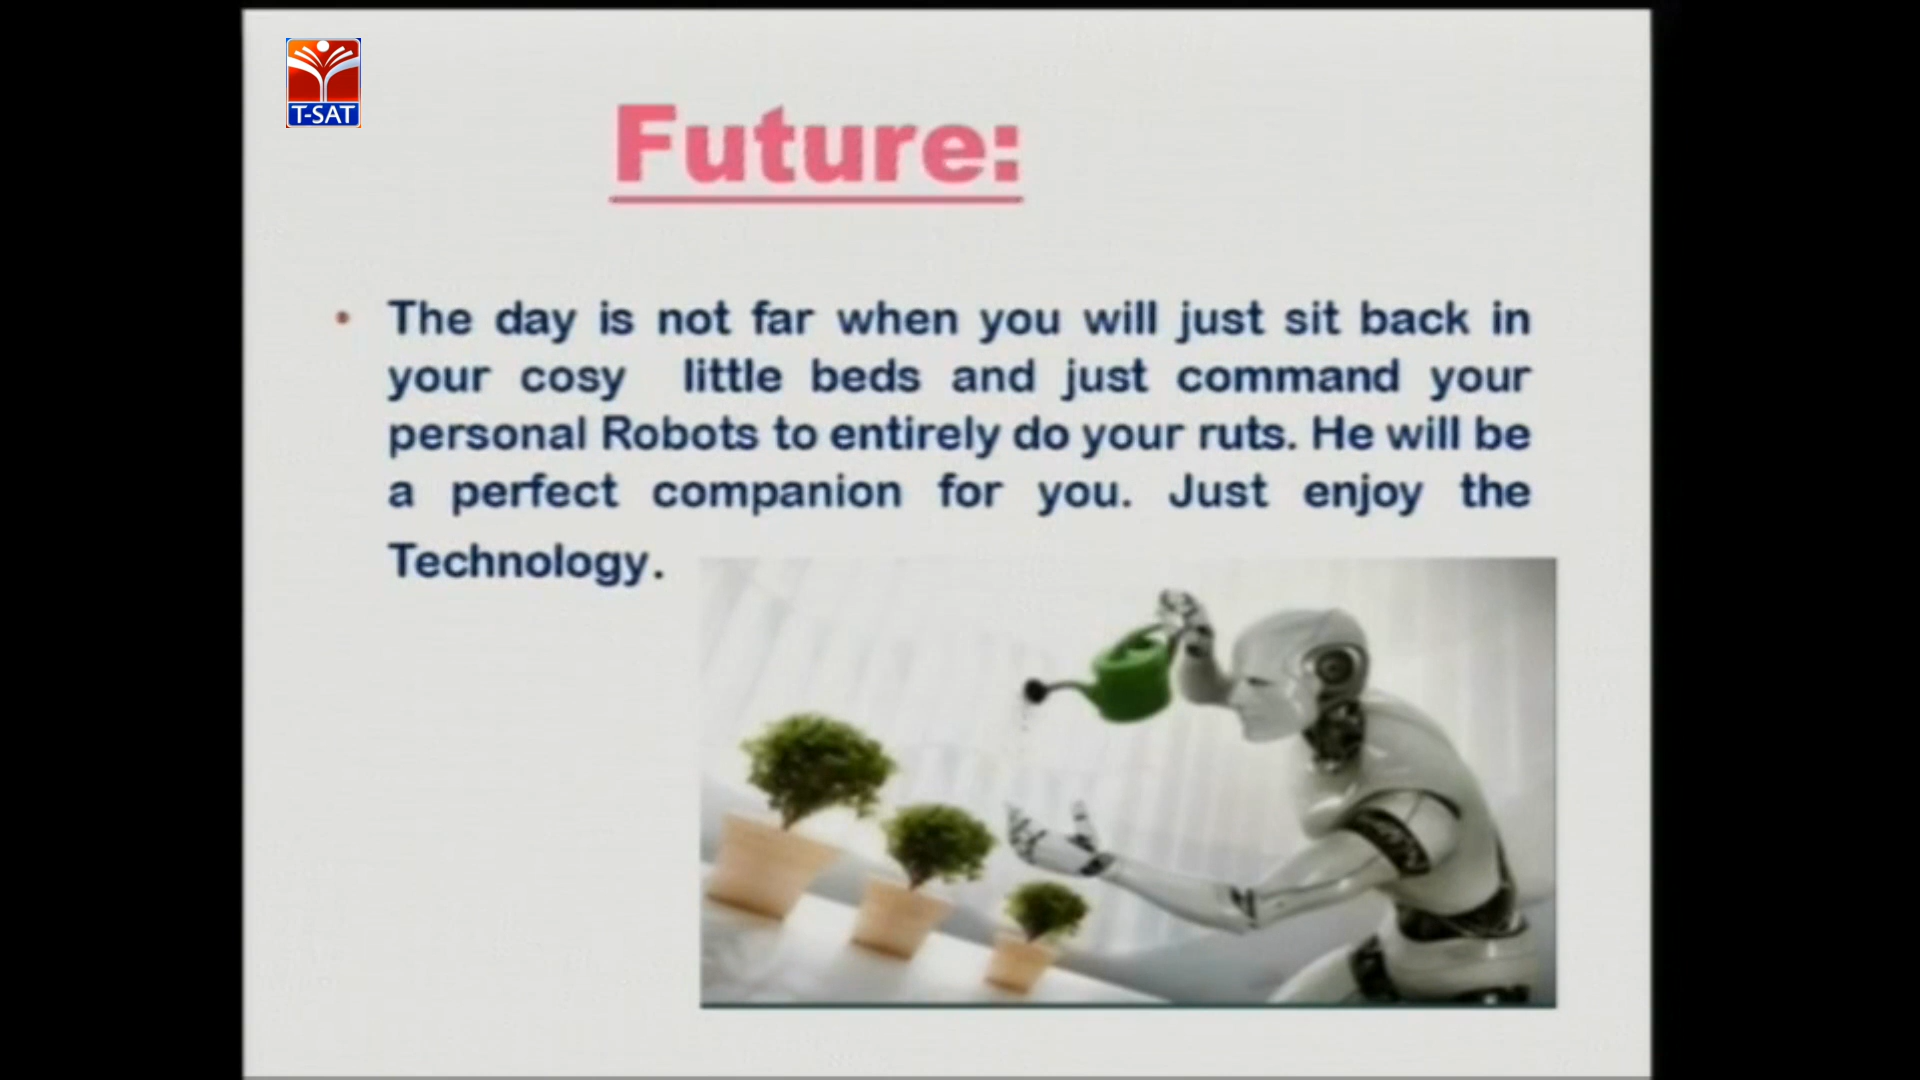 T-SAT
Future:
• The day is not far when you will just sit back in
your cosy little beds and just command your
personal Robots to entirely do your ruts. He will be
a perfect companion for you. Just enjoy the
Technology.